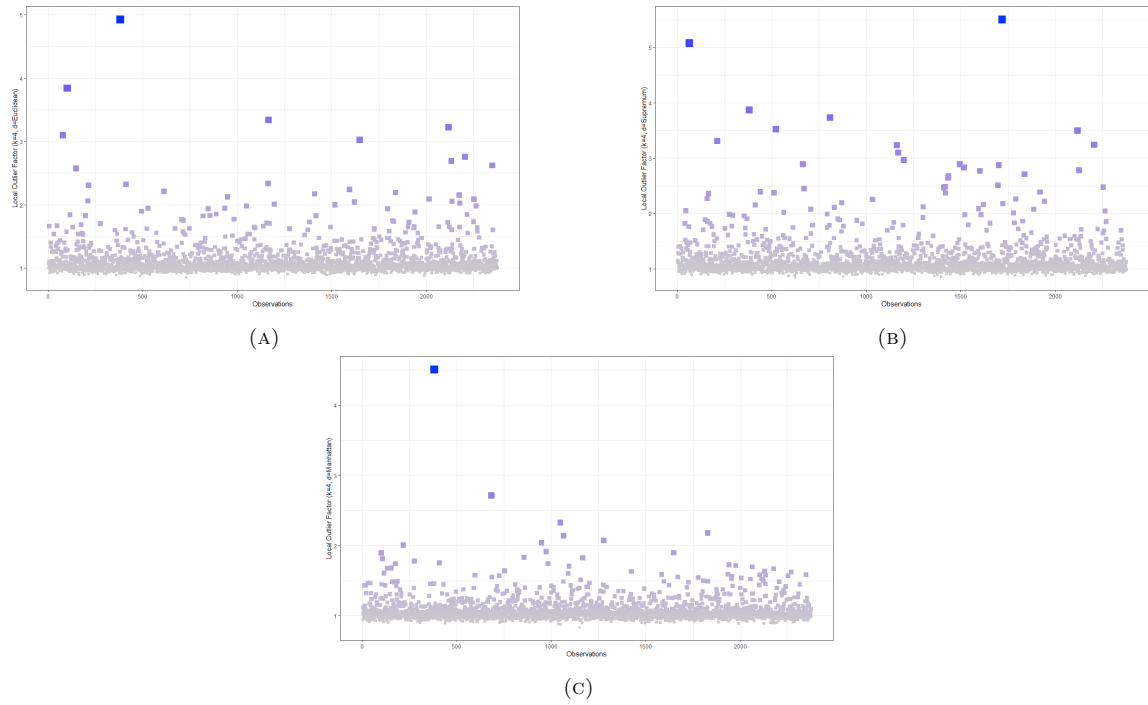 Local Outlier Factor (k=4, d=Euclidean)
5
4
3
2
1
0 500 1000 1500 2000
Observations
(A)
Local Outlier Factor (k=4, d=Supremum)
5
4
3
2
1
0 500 1000 1500 2000
Observations
(B)
Local Outlier Factor (k=4, d=Manhattan)
4
3
2
1
0 500 1000 1500 2000
Observations
(C)